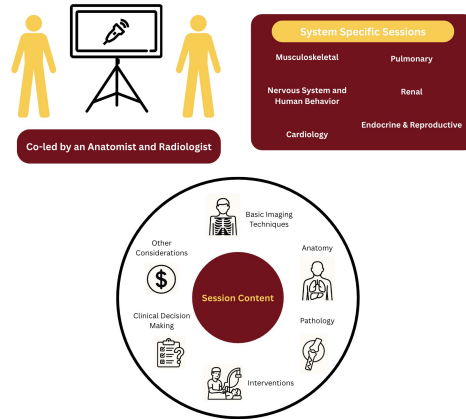 System Specific Sessions
Musculoskeletal
Pulmonary
Nervous System and
Human Behavior
Renal
Cardiology
Endocrine & Reproductive
Co-led by an Anatomist and Radiologist
Basic Imaging
Techniques
Other
Considerations
Anatomy
$
Session Content
Clinical Decision
Making
Pathology
Interventions